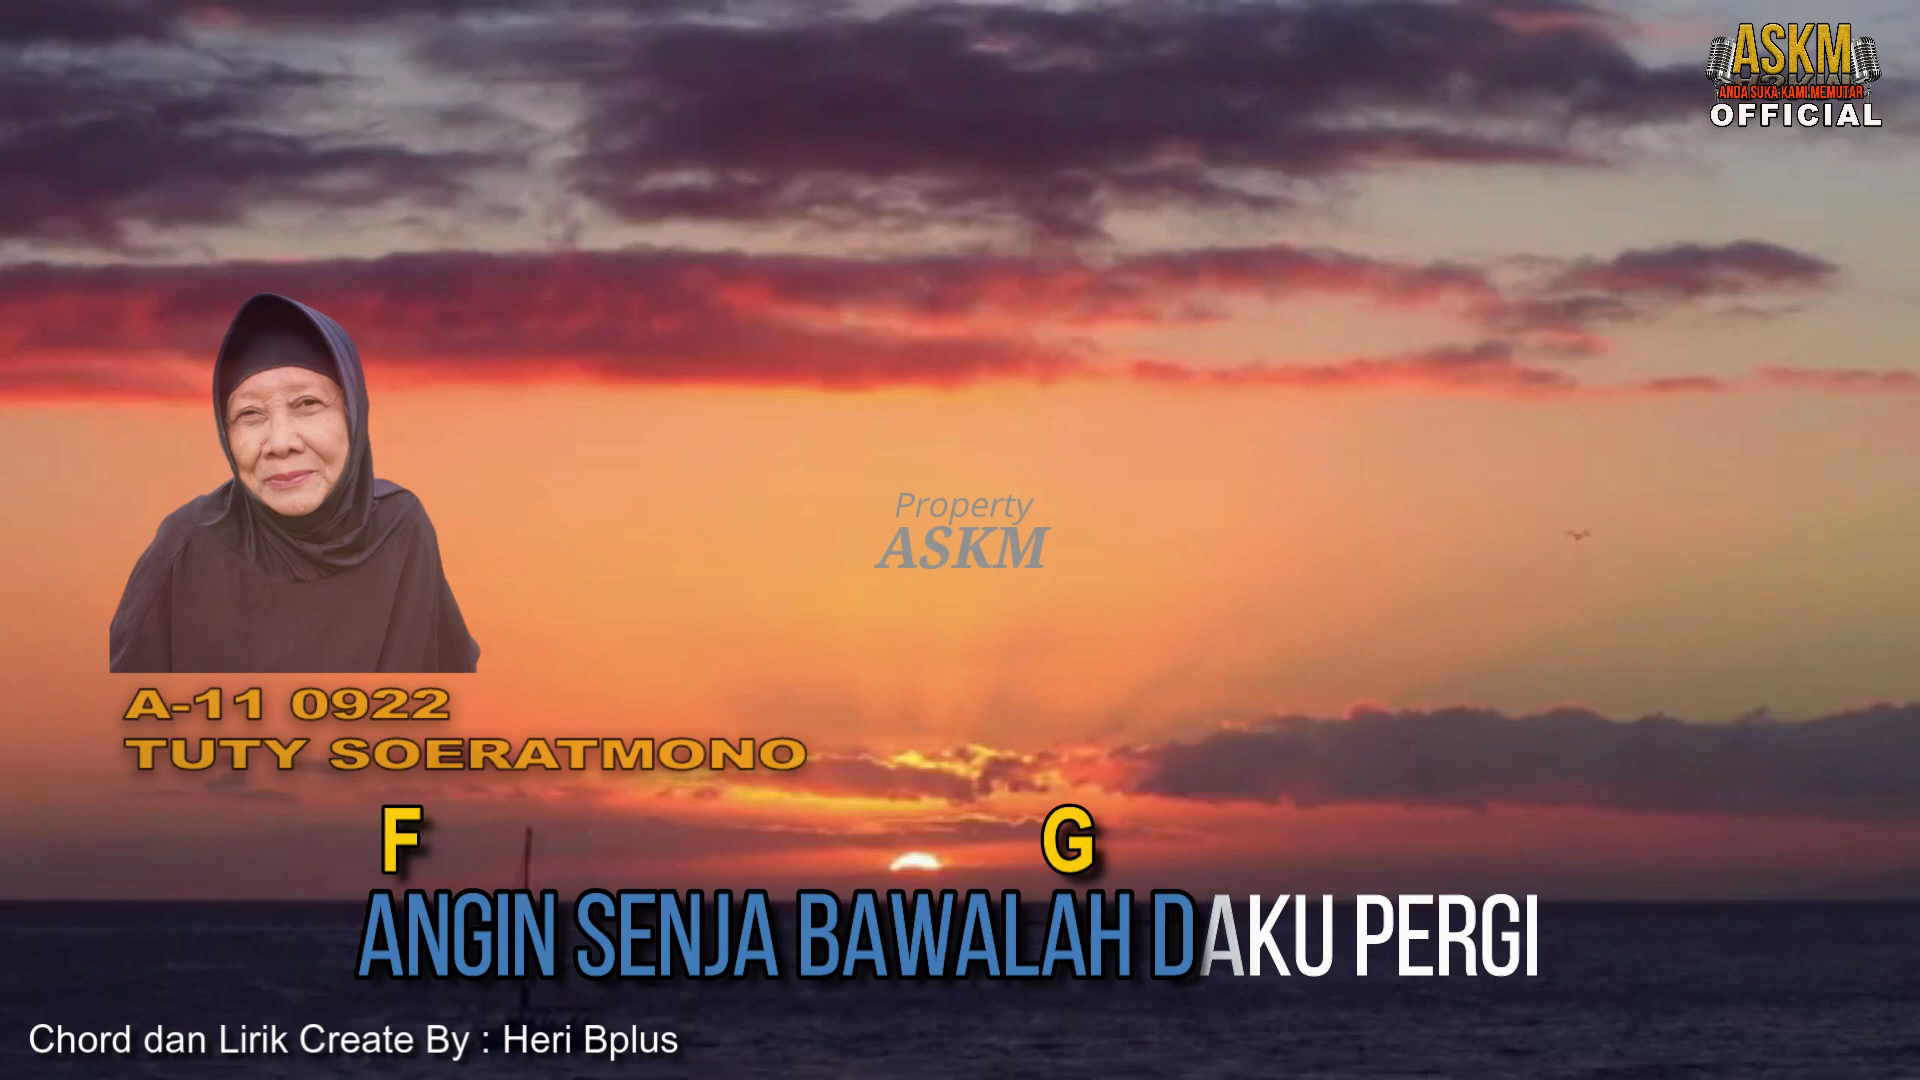 ASKM
ANDA SUKA KAMI MEMUTAR
OFFICIAL
Property
ASKM
A-11 0922
TUTY SOERATMONO
F G
ANGIN SENJA BAWALAH DAKU PERGI
Chord dan Lirik Create By : Heri Bplus